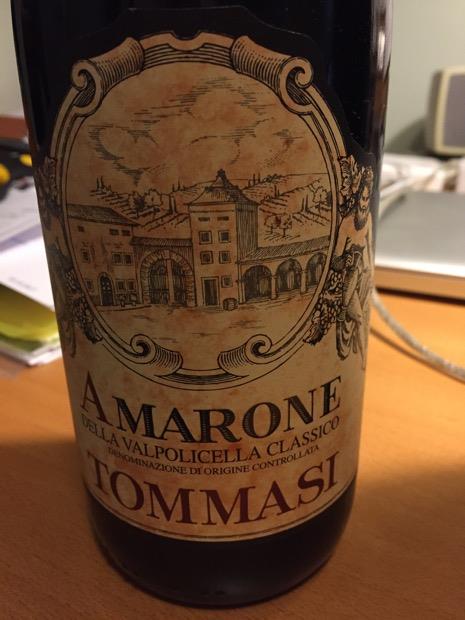 AMARONE
DELLA VALPOLICELLA CLASSICO
DENOMINAZIONE DI ORIGINE CONTROLLATA
TOMMASI